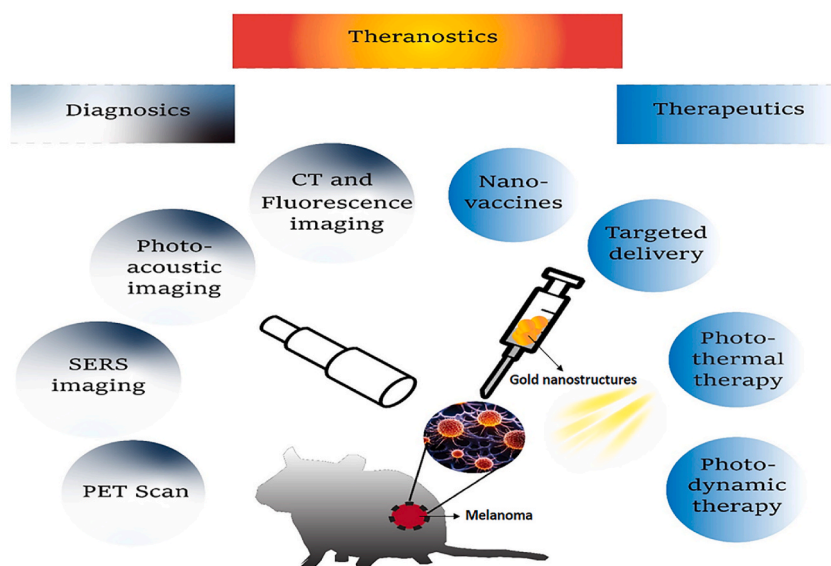 Theranostics
Diagnosics
Therapeutics
CT and
Fluorescence
imaging
Nano-
vaccines
Photo-
acoustic
imaging
Targeted
delivery
SERS
imaging
Gold nanostructures
Photo-
thermal
therapy
PET Scan
Melanoma
Photo-
dynamic
therapy